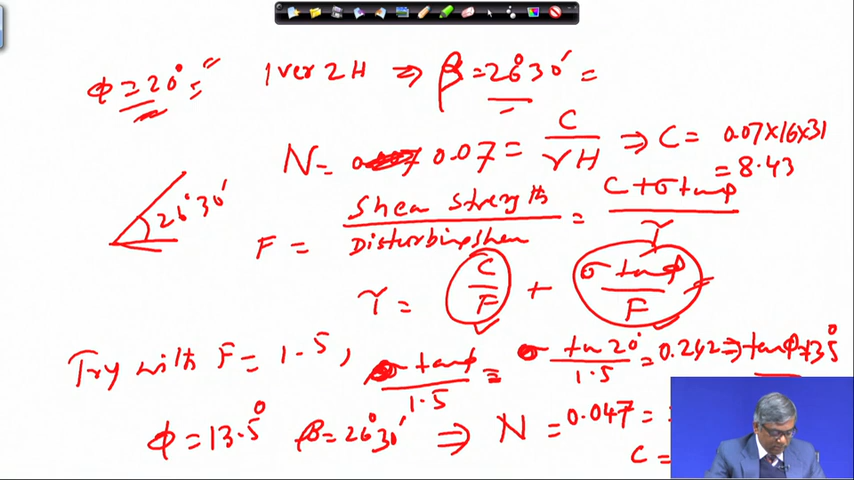 ϕ = 20° = 1 ver 2H ⇒ β = 26°30′ =
N = 0.07 = C / γH ⇒ C = 0.07×16×31
= 8.43
26°30′
F = Shear strength / Disturbing shear = C + σ tanϕ / τ
τ = C / F + σ tanϕ / F
Try with F = 1.5, tanϕ / 1.5 = tan 20° / 1.5 = 0.242 ⇒ tanϕ = 13.5°
ϕ = 13.5° β = 26°30′ ⇒ N = 0.047 =
C =